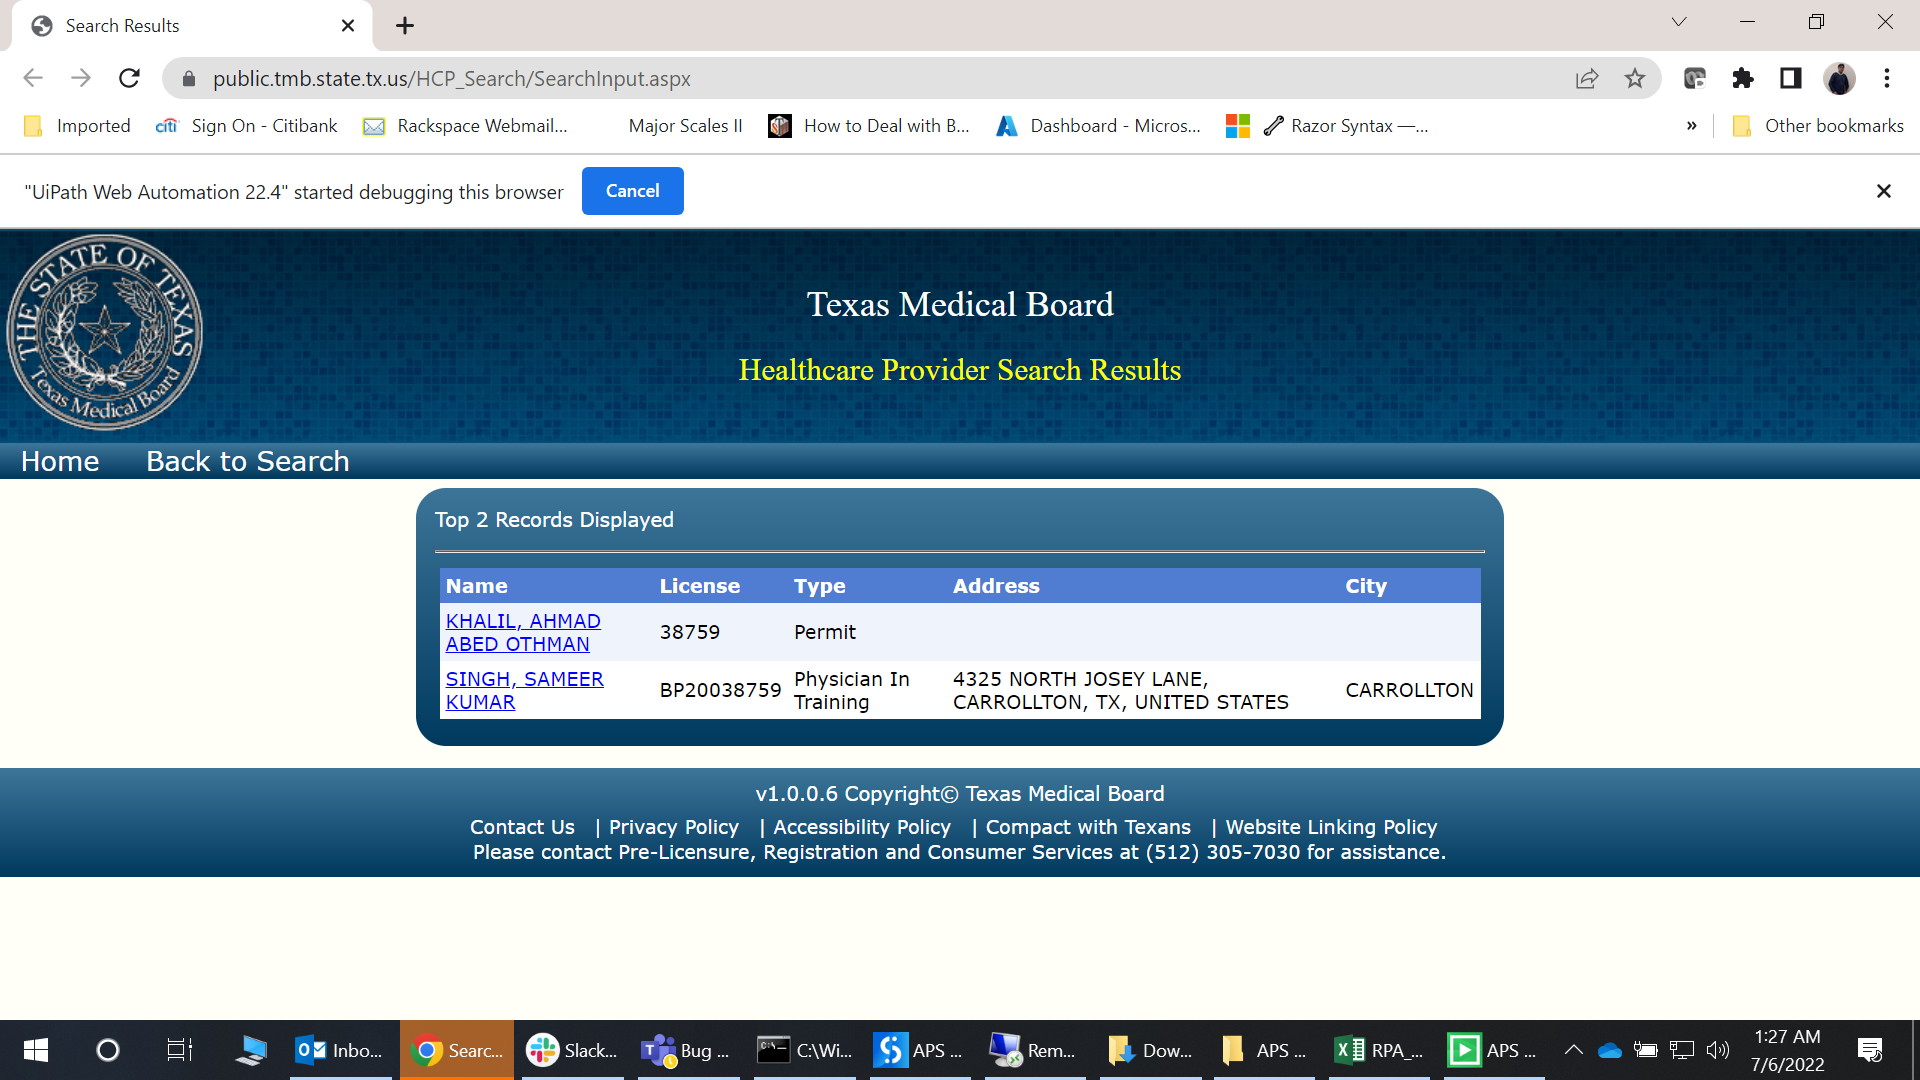 Search Results
public.tmb.state.tx.us/HCP_Search/SearchInput.aspx
Imported
citi Sign On - Citibank
Rackspace Webmail...
Major Scales II
How to Deal with B...
Dashboard - Micros...
Razor Syntax —...
»
Other bookmarks
"UiPath Web Automation 22.4" started debugging this browser
Cancel
THE STATE OF TEXAS
Texas Medical Board
Texas Medical Board
Healthcare Provider Search Results
Home Back to Search
Top 2 Records Displayed
Name License Type Address City
KHALIL, AHMAD
ABED OTHMAN
38759 Permit
SINGH, SAMEER
KUMAR
BP20038759
Physician In
Training
4325 NORTH JOSEY LANE,
CARROLLTON, TX, UNITED STATES
CARROLLTON
v1.0.0.6 Copyright© Texas Medical Board
Contact Us | Privacy Policy | Accessibility Policy | Compact with Texans | Website Linking Policy
Please contact Pre-Licensure, Registration and Consumer Services at (512) 305-7030 for assistance.
Inbo...
Searc...
Slack...
Bug ...
C:\Wi...
APS ...
Rem...
Dow...
APS ...
RPA_...
APS ...
1:27 AM
7/6/2022